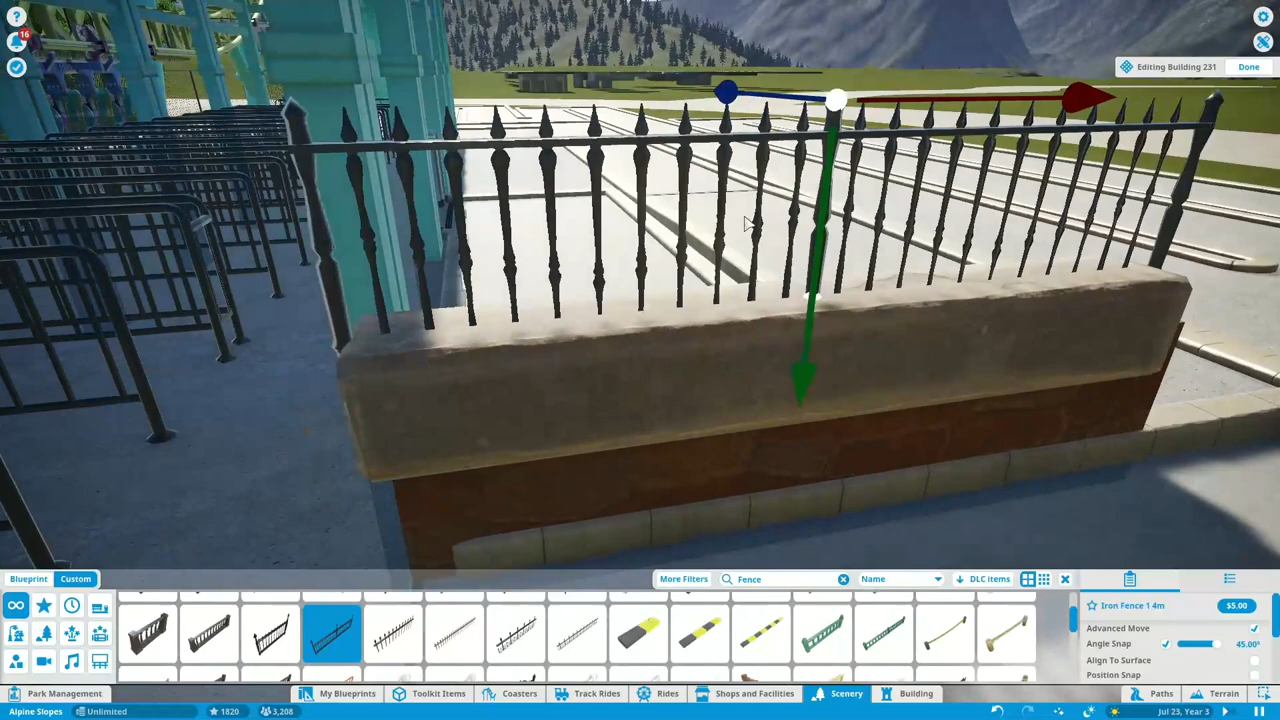 ?
16
Editing Building 231 Done
Blueprint Custom More Filters Fence Name DLC items
Iron Fence 1 4m $5.00
Advanced Move
Angle Snap 45.00°
Align To Surface
Position Snap
Park Management My Blueprints Toolkit Items Coasters Track Rides Rides Shops and Facilities Scenery Building Paths Terrain
Alpine Slopes Unlimited 1820 3,208 Jul 23, Year 3